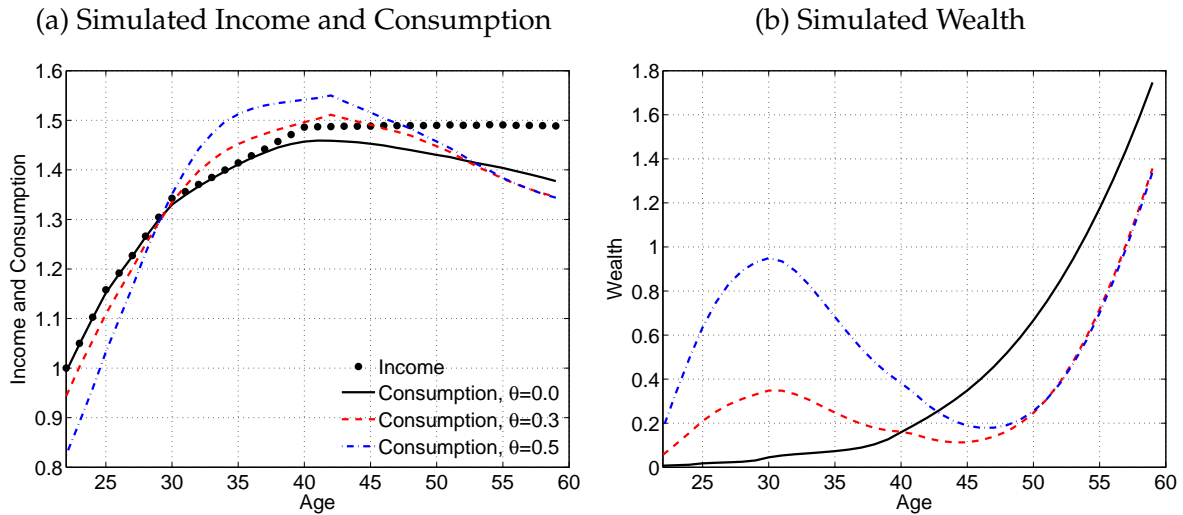 (a) Simulated Income and Consumption
1.6
1.5
1.4
1.3
1.2
1.1
1
0.9
0.8
Income and Consumption
25 30 35 40 45 50 55 60
Age
Income
Consumption, θ=0.0
Consumption, θ=0.3
Consumption, θ=0.5
(b) Simulated Wealth
1.8
1.6
1.4
1.2
1
0.8
0.6
0.4
0.2
0
Wealth
25 30 35 40 45 50 55 60
Age